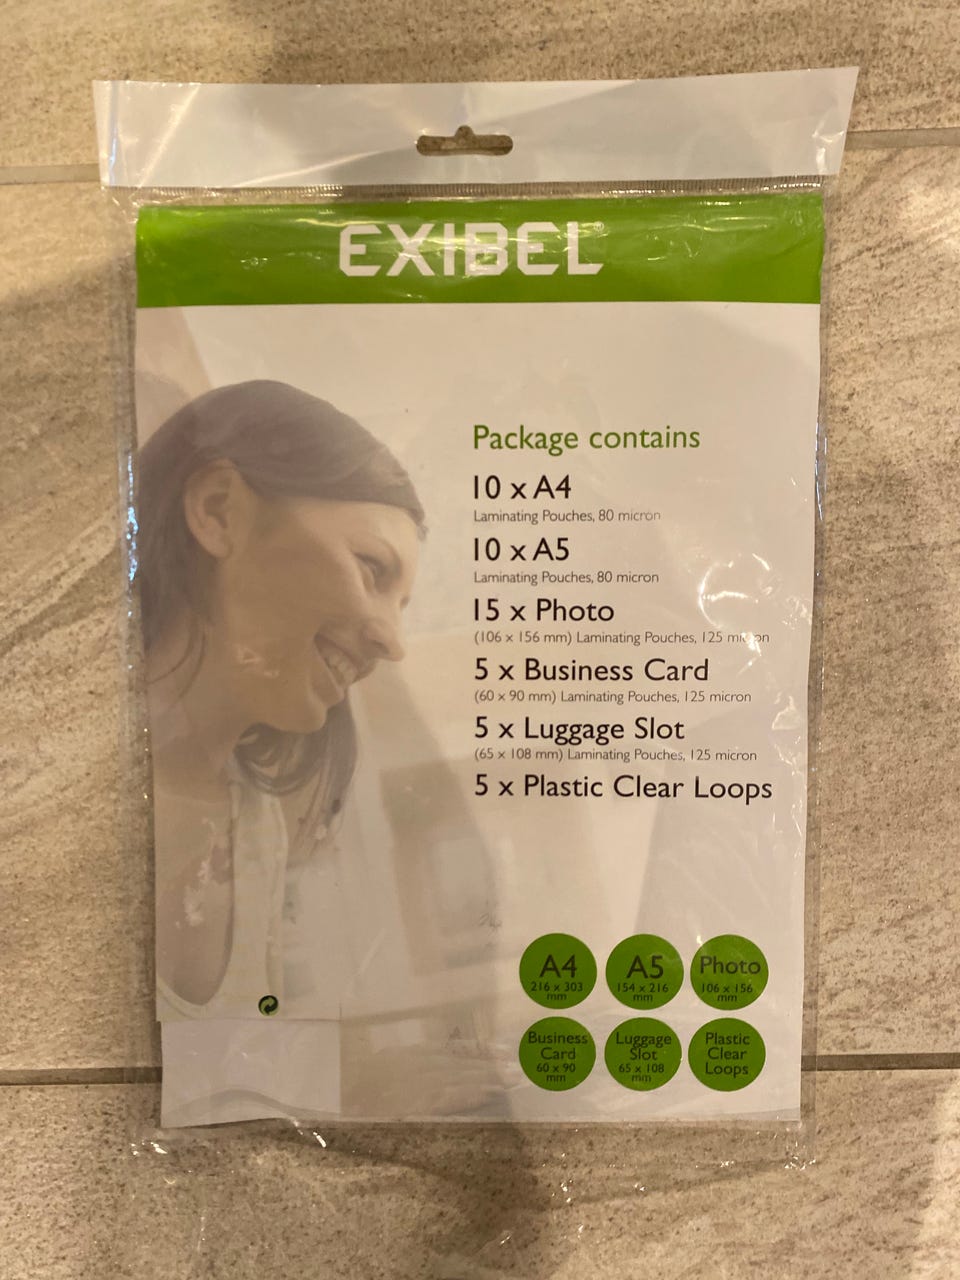 EXIBEL
Package contains
10 x A4
Laminating Pouches, 80 micron
10 x A5
Laminating Pouches, 80 micron
15 x Photo
(106 x 156 mm) Laminating Pouches, 125 micron
5 x Business Card
(60 x 90 mm) Laminating Pouches, 125 micron
5 x Luggage Slot
(65 x 108 mm) Laminating Pouches, 125 micron
5 x Plastic Clear Loops
A4
216 x 303
mm
A5
154 x 216
mm
Photo
106 x 156
mm
Business
Card
60 x 90
mm
Luggage
Slot
65 x 108
mm
Plastic
Clear
Loops